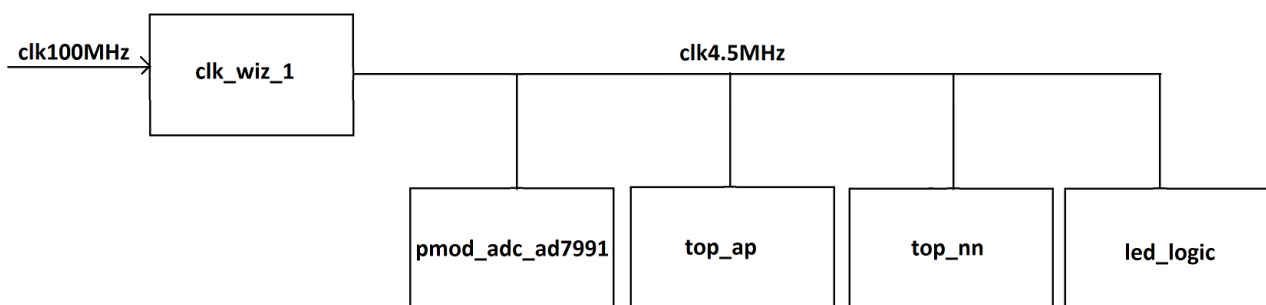 clk100MHz
clk_wiz_1
clk4.5MHz
pmod_adc_ad7991
top_ap
top_nn
led_logic